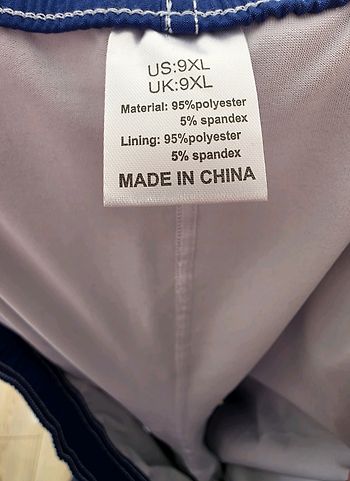 US:9XL
UK:9XL
Material: 95%polyester
5% spandex
Lining: 95%polyester
5% spandex
MADE IN CHINA